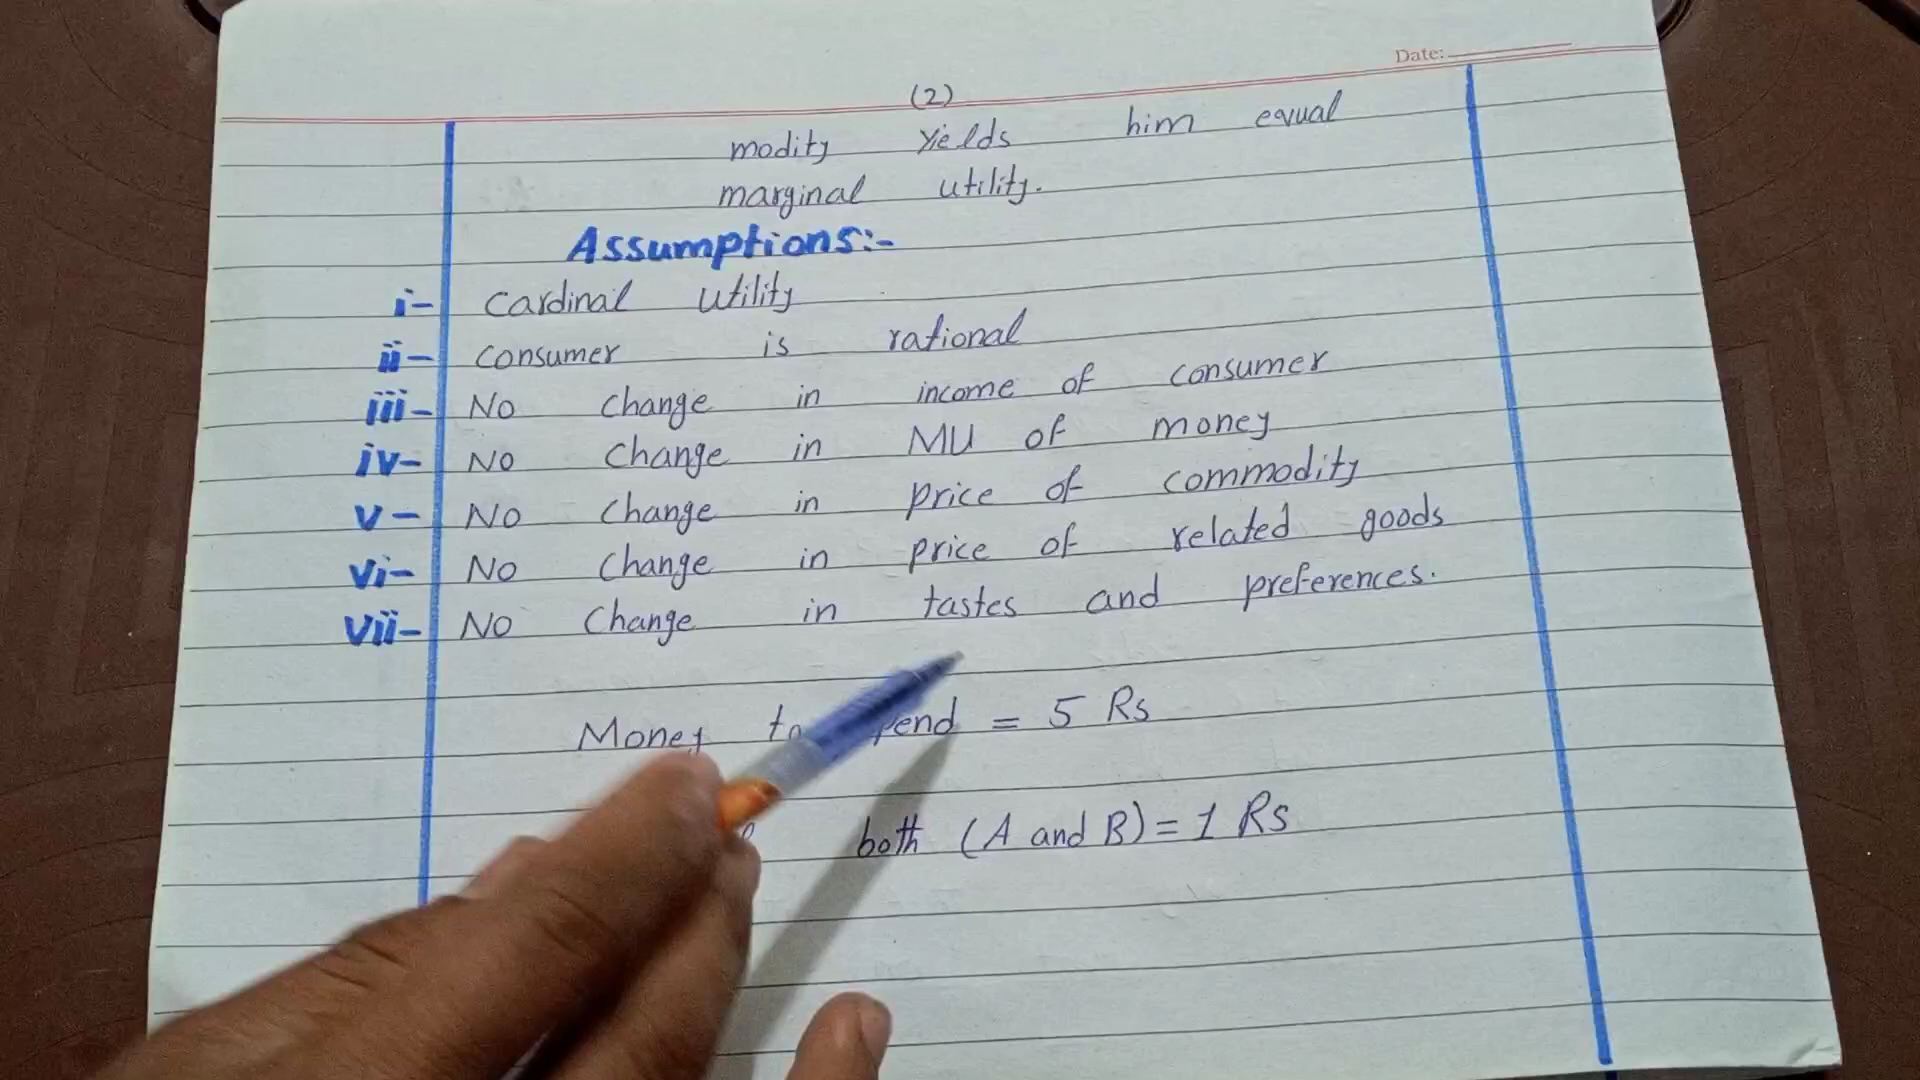 Date:
(2)
modity yields him equal
marginal utility.
Assumptions:-
i- cardinal utility
ii- consumer is rational
iii- No change in income of consumer
iv- No change in MU of money
v- No change in price of commodity
vi- No change in price of related goods
vii- No change in tastes and preferences.
Money = 5 Rs
both (A and B) = 1 Rs